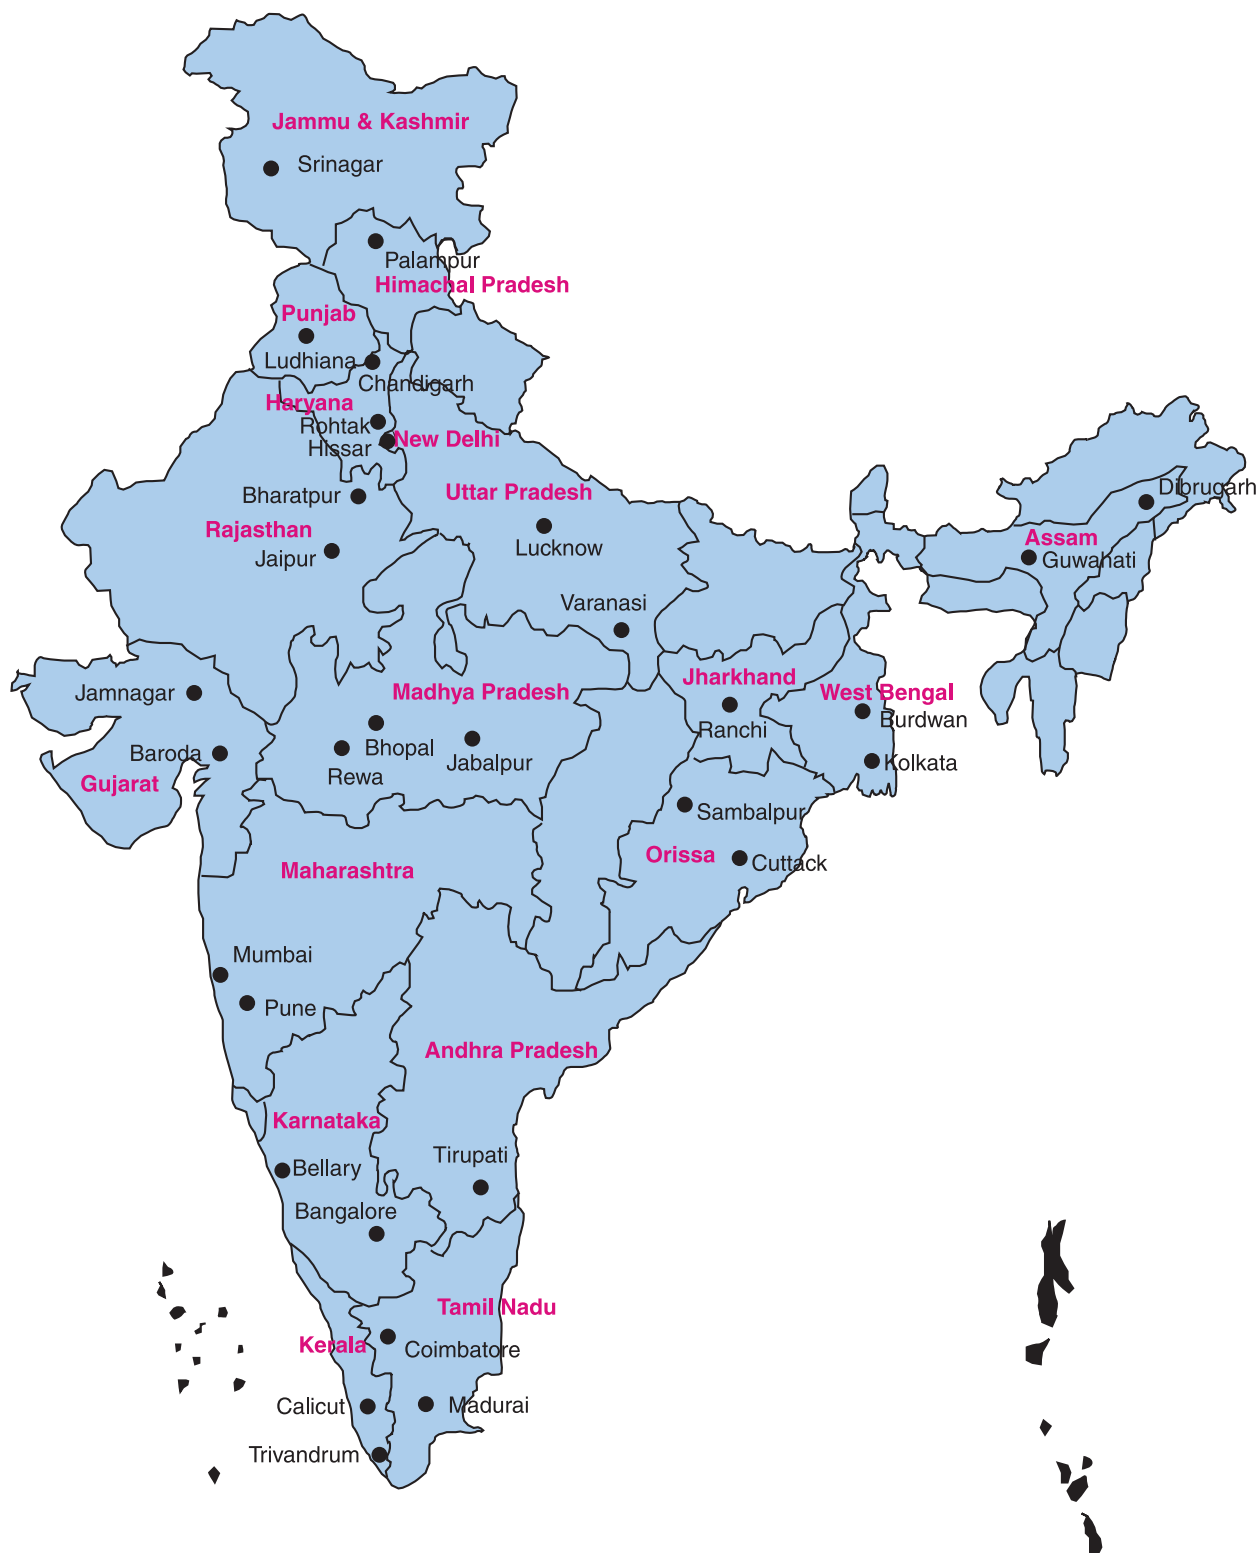 Jammu & Kashmir
Srinagar
Palampur
Himachal Pradesh
Punjab
Ludhiana
Chandigarh
Haryana
Rohtak
New Delhi
Hissar
Dibrugarh
Bharatpur
Uttar Pradesh
Rajasthan
Assam
Lucknow
Jaipur
Guwahati
Varanasi
Jharkhand
Jamnagar
Madhya Pradesh
West Bengal
Burdwan
Ranchi
Bhopal
Baroda
Jabalpur
Kolkata
Rewa
Gujarat
Sambalpur
Orissa
Cuttack
Maharashtra
Mumbai
Pune
Andhra Pradesh
Karnataka
Tirupati
Bellary
Bangalore
Tamil Nadu
Kerala
Coimbatore
Calicut
Madurai
Trivandrum